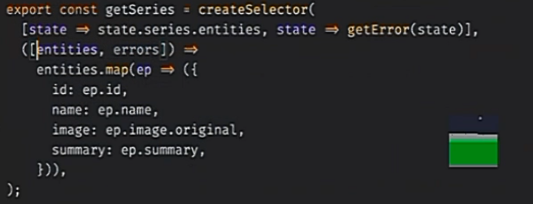 export const getSeries = createSelector(
[state => state.series.entities, state => getError(state)],
([entities, errors]) =>
entities.map(ep => ({
id: ep.id,
name: ep.name,
image: ep.image.original,
summary: ep.summary,
})),
);